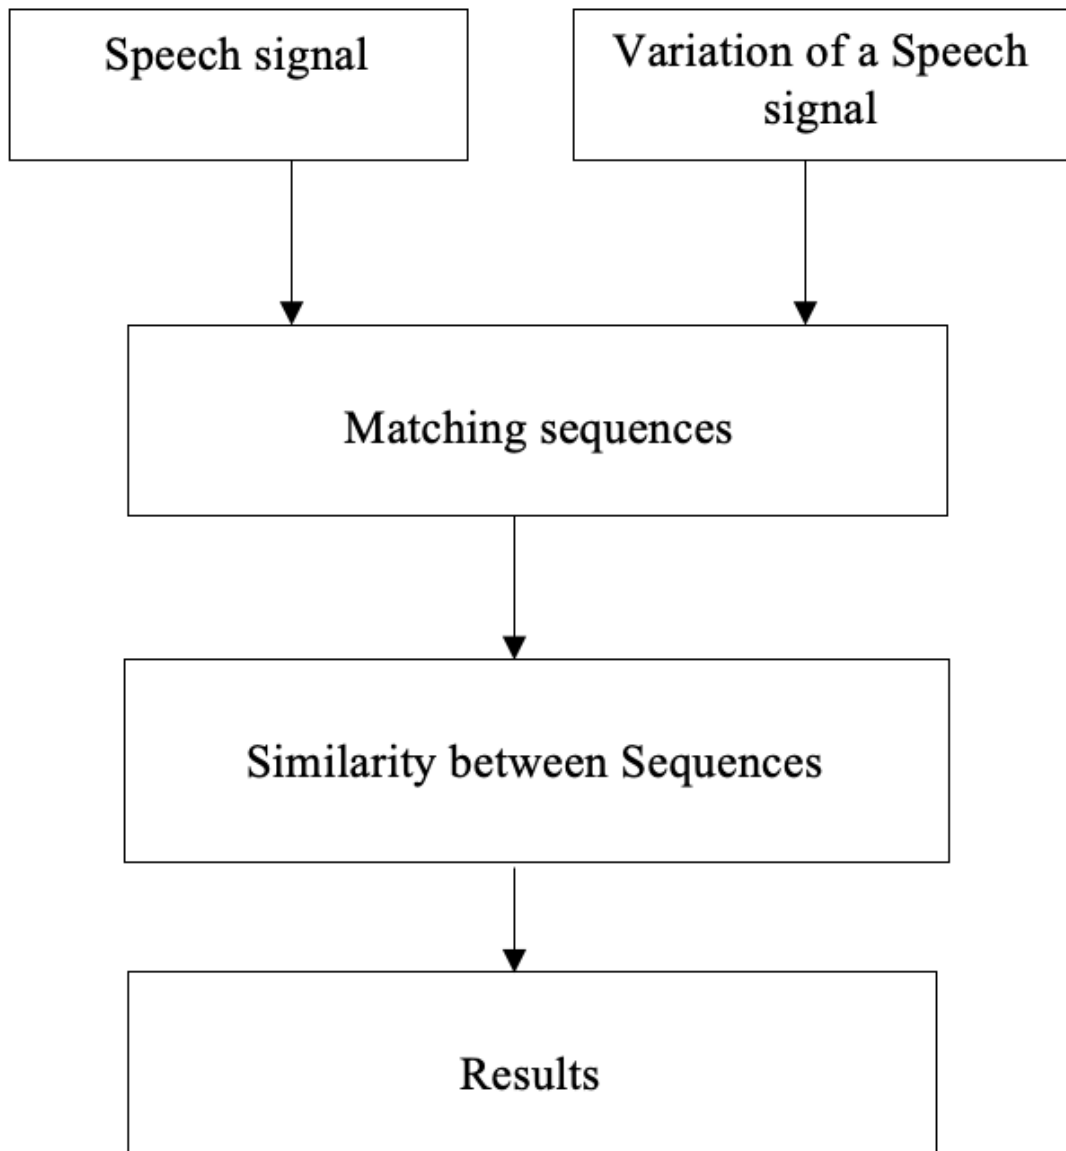 Speech signal
Variation of a Speech
signal
Matching sequences
Similarity between Sequences
Results